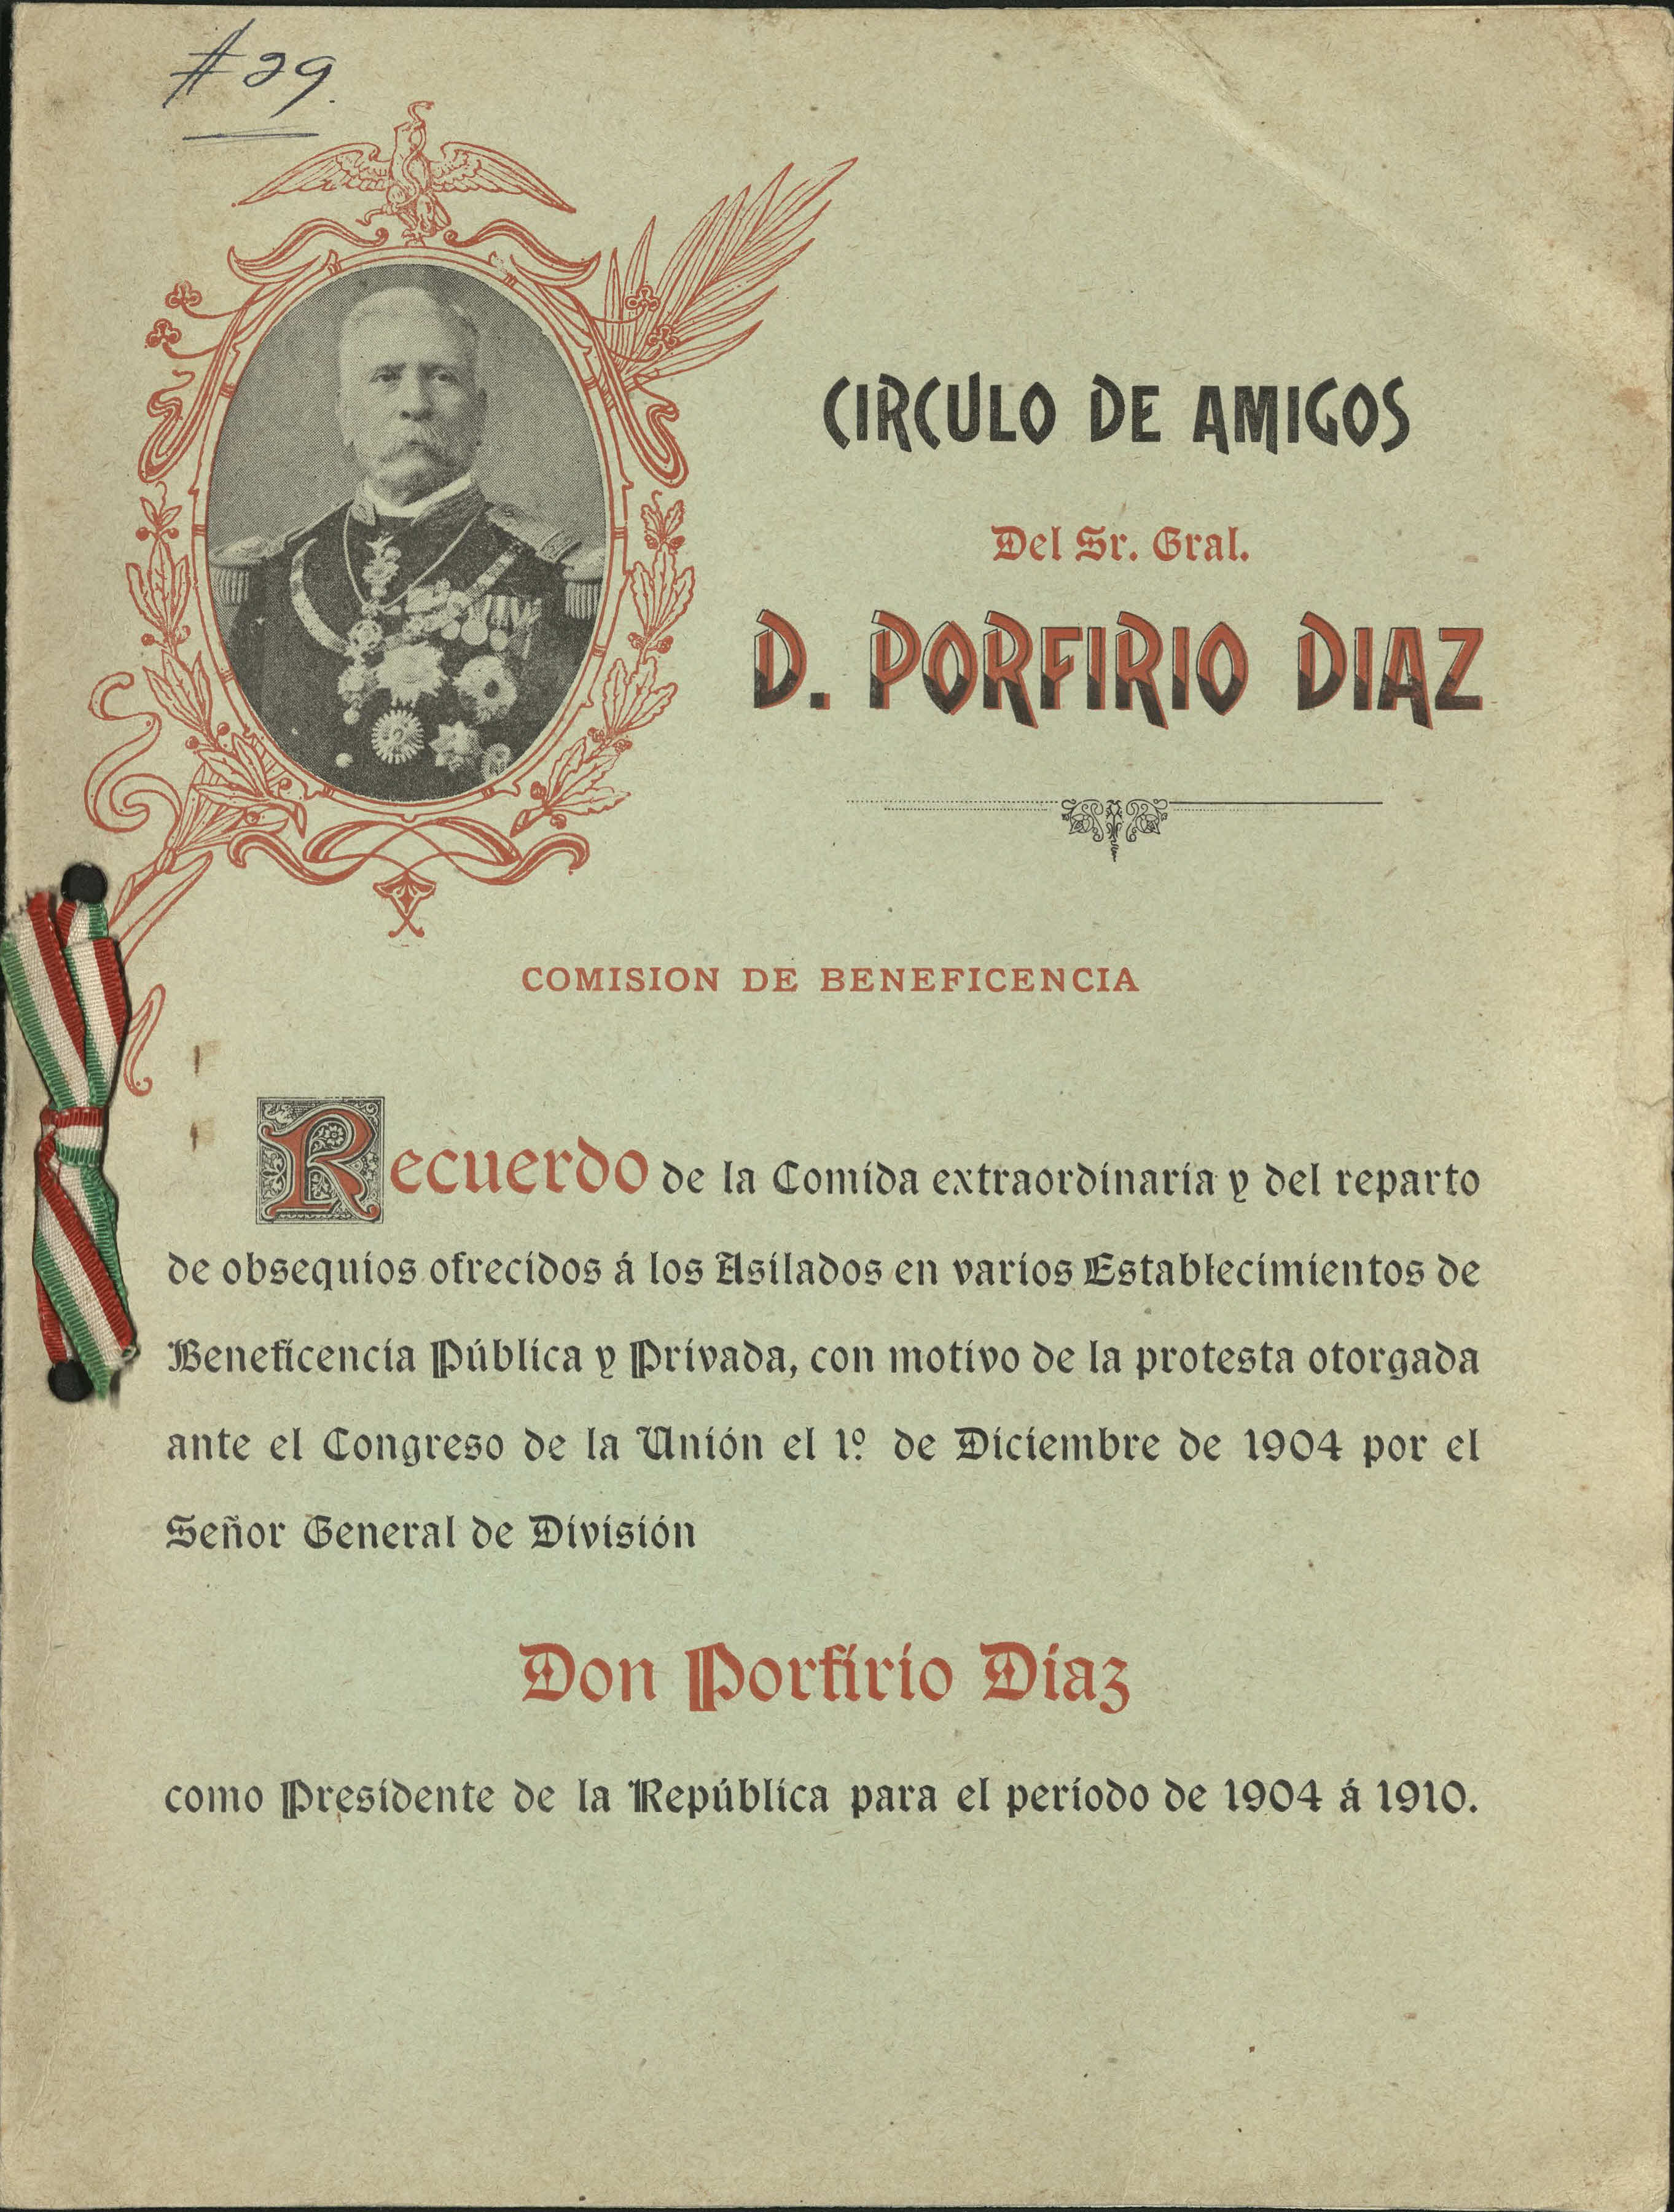 #29.
CIRCULO DE AMIGOS
Del Sr. Gral.
D. PORFIRIO DIAZ
COMISION DE BENEFICENCIA
Recuerdo de la Comida extraordinaria y del reparto
de obsequios ofrecidos á los Asilados en varios Establecimientos de
Beneficencia Pública y Privada, con motivo de la protesta otorgada
ante el Congreso de la Unión el 1º de Diciembre de 1904 por el
Señor General de División
Don Porfirio Diaz
como Presidente de la República para el período de 1904 á 1910.